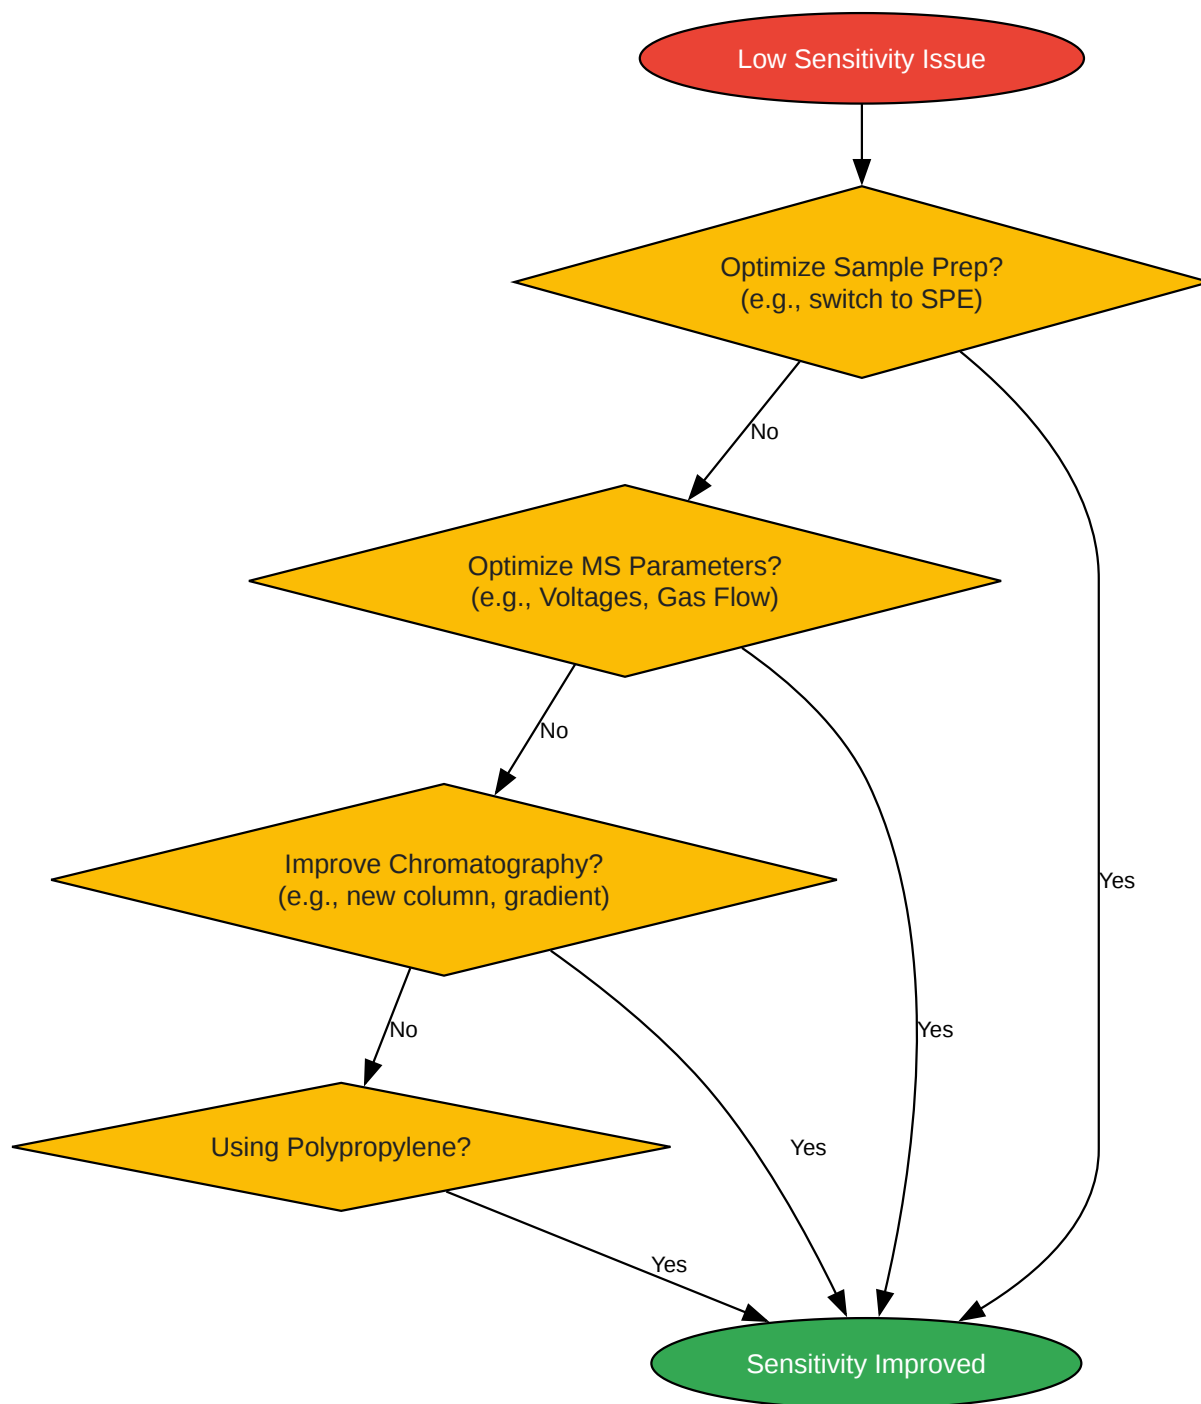 Low Sensitivity Issue
Optimize Sample Prep?
(e.g., switch to SPE)
No
Optimize MS Parameters?
(e.g., Voltages, Gas Flow)
No
Improve Chromatography?
(e.g., new column, gradient)
Yes
No
Yes
Using Polypropylene?
Yes
Yes
Sensitivity Improved